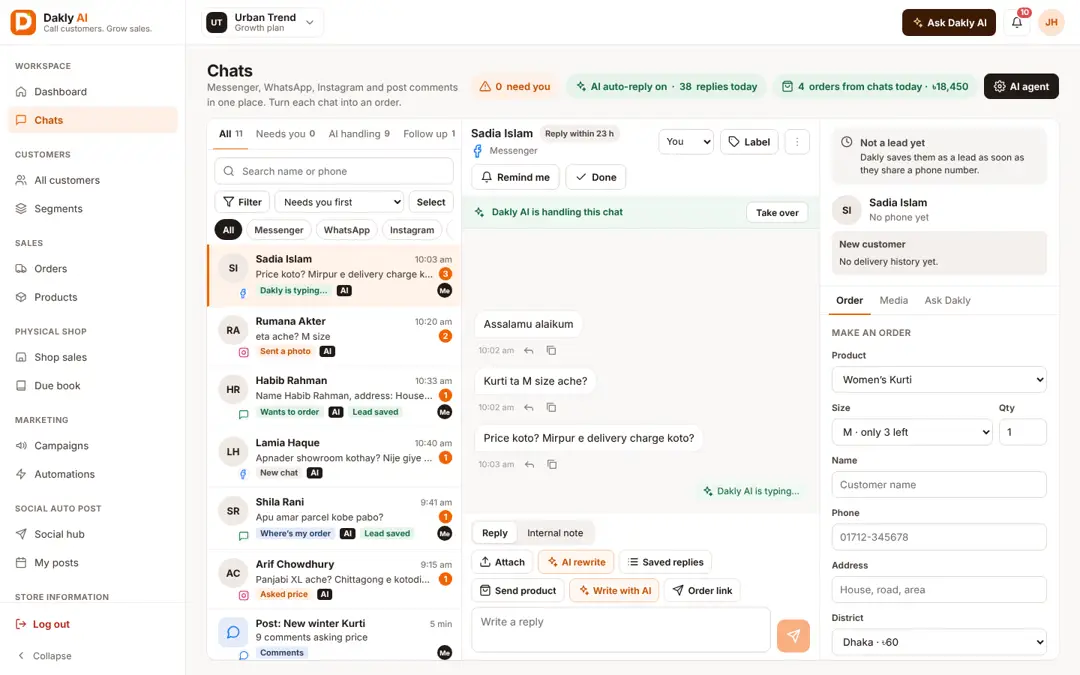 Dakly AI
Call customers. Grow sales.
UT
Urban Trend
Growth plan
Ask Dakly AI
10
JH
WORKSPACE
Dashboard
Chats
CUSTOMERS
All customers
Segments
SALES
Orders
Products
PHYSICAL SHOP
Shop sales
Due book
MARKETING
Campaigns
Automations
SOCIAL AUTO POST
Social hub
My posts
STORE INFORMATION
Log out
Collapse
Chats
Messenger, WhatsApp, Instagram and post comments
in one place. Turn each chat into an order.
0 need you
AI auto-reply on · 38 replies today
4 orders from chats today · ৳18,450
AI agent
All 11
Needs you 0
AI handling 9
Follow up 1
Search name or phone
Filter
Needs you first
Select
All
Messenger
WhatsApp
Instagram
SI
Sadia Islam
10:03 am
Price koto? Mirpur e delivery charge k...
3
Dakly is typing...
AI
Me
RA
Rumana Akter
10:20 am
eta ache? M size
2
Sent a photo
AI
HR
Habib Rahman
10:33 am
Name Habib Rahman, address: House...
1
Wants to order
AI
Lead saved
Me
LH
Lamia Haque
10:40 am
Apnader showroom kothay? Nije giye ...
1
New chat
AI
SR
Shila Rani
9:41 am
Apu amar parcel kobe pabo?
1
Where's my order
AI
Lead saved
Me
AC
Arif Chowdhury
9:15 am
Panjabi XL ache? Chittagong e kotodi...
1
Asked price
AI
Post: New winter Kurti
5 min
9 comments asking price
Comments
Me
Sadia Islam
Reply within 23 h
Messenger
You
Label
Remind me
Done
Dakly AI is handling this chat
Take over
Assalamu alaikum
10:02 am
Kurti ta M size ache?
10:02 am
Price koto? Mirpur e delivery charge koto?
10:03 am
Dakly AI is typing...
Reply
Internal note
Attach
AI rewrite
Saved replies
Send product
Write with AI
Order link
Write a reply
Not a lead yet
Dakly saves them as a lead as soon as
they share a phone number.
SI
Sadia Islam
No phone yet
New customer
No delivery history yet.
Order
Media
Ask Dakly
MAKE AN ORDER
Product
Women's Kurti
Size
Qty
M · only 3 left
1
Name
Customer name
Phone
01712-345678
Address
House, road, area
District
Dhaka · ৳60